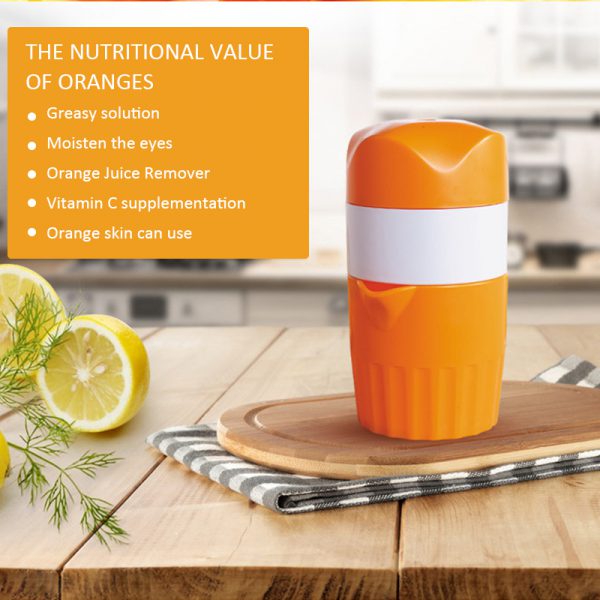 THE NUTRITIONAL VALUE
OF ORANGES
Greasy solution
Moisten the eyes
Orange Juice Remover
Vitamin C supplementation
Orange skin can use